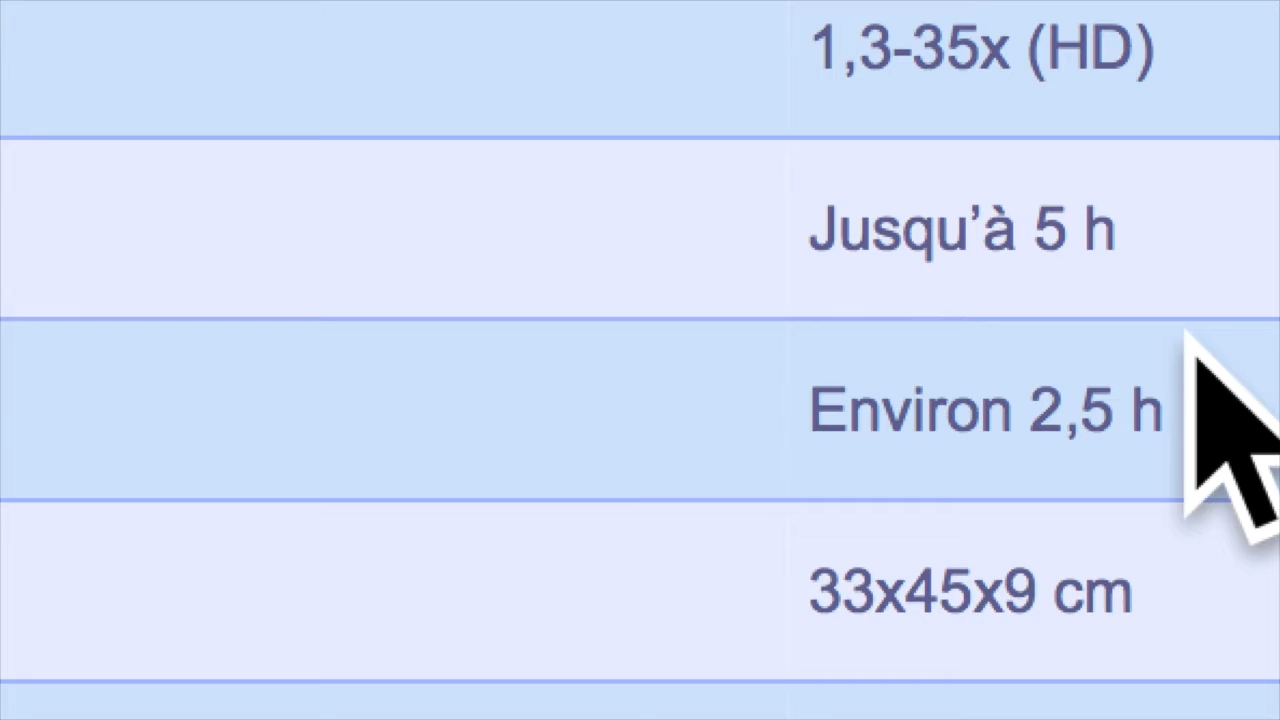 1,3-35x (HD)
Jusqu’à 5 h
Environ 2,5 h
33x45x9 cm